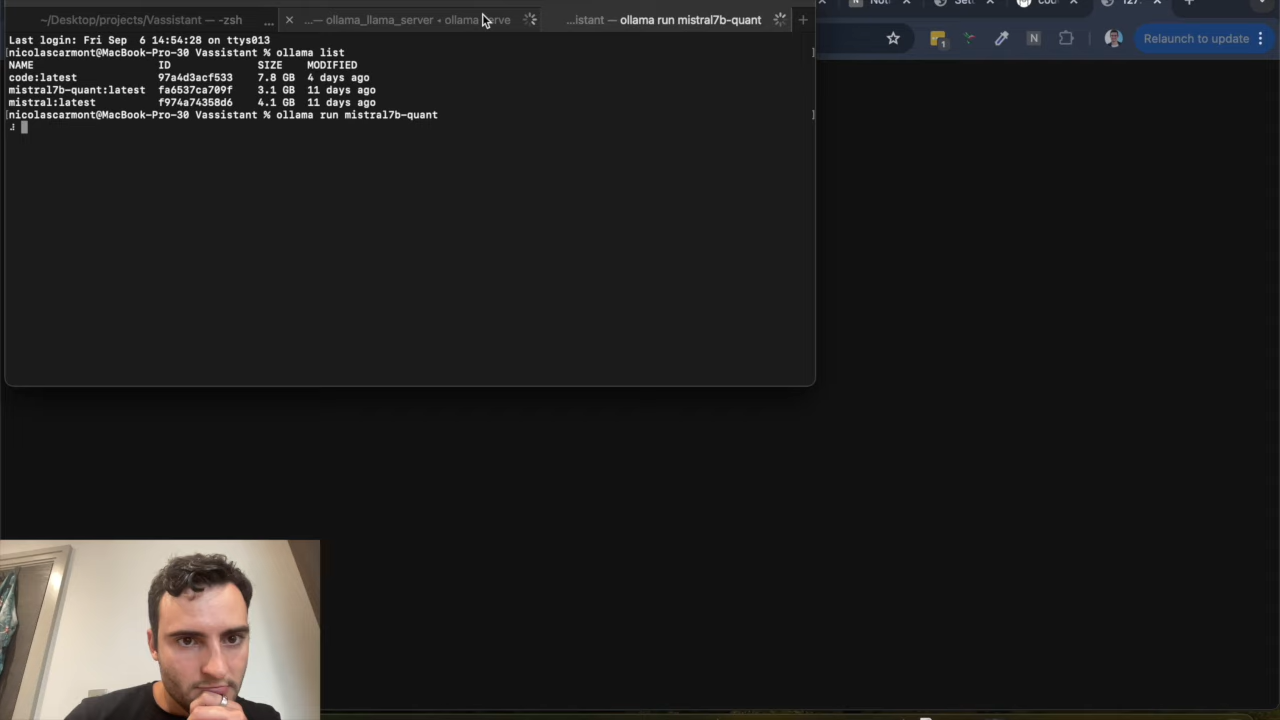 ~/Desktop/projects/Vassistant — -zsh ... ...— ollama_llama_server • ollama serve ...istant — ollama run mistral7b-quant
Relaunch to update
Last login: Fri Sep 6 14:54:28 on ttys013
[nicolascarmont@MacBook-Pro-30 Vassistant % ollama list ]
NAME ID SIZE MODIFIED
code:latest 97a4d3acf533 7.8 GB 4 days ago
mistral7b-quant:latest fa6537ca709f 3.1 GB 11 days ago
mistral:latest f974a74358d6 4.1 GB 11 days ago
[nicolascarmont@MacBook-Pro-30 Vassistant % ollama run mistral7b-quant ]